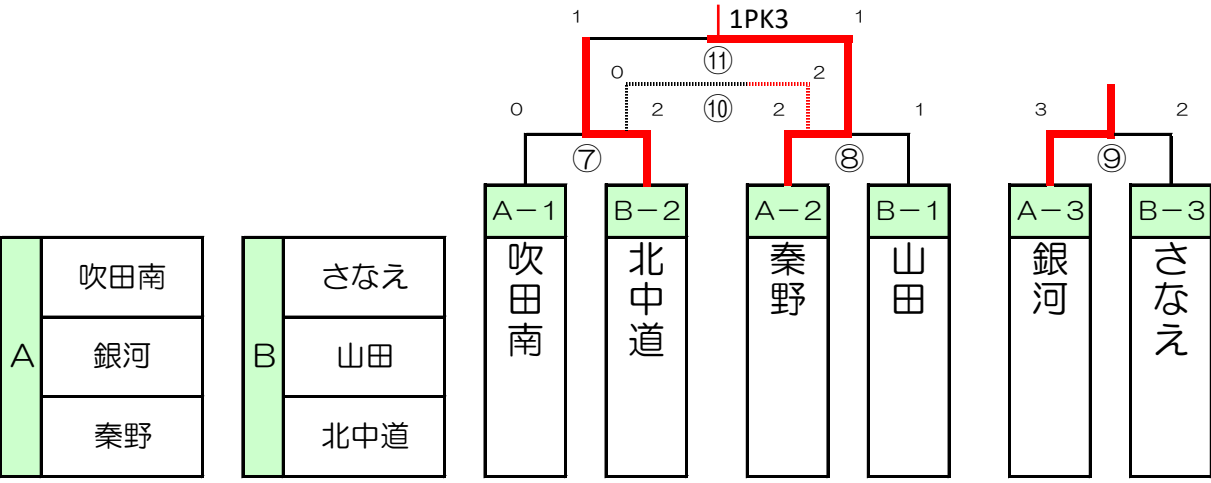 1 1PK3 1
⑪
0 2
0 2 ⑩ 2 1 3 2
⑦ ⑧ ⑨
A-1 B-2 A-2 B-1 A-3 B-3
吹田南 北中道 秦野 山田 銀河 さなえ
A
吹田南
銀河
秦野
B
さなえ
山田
北中道